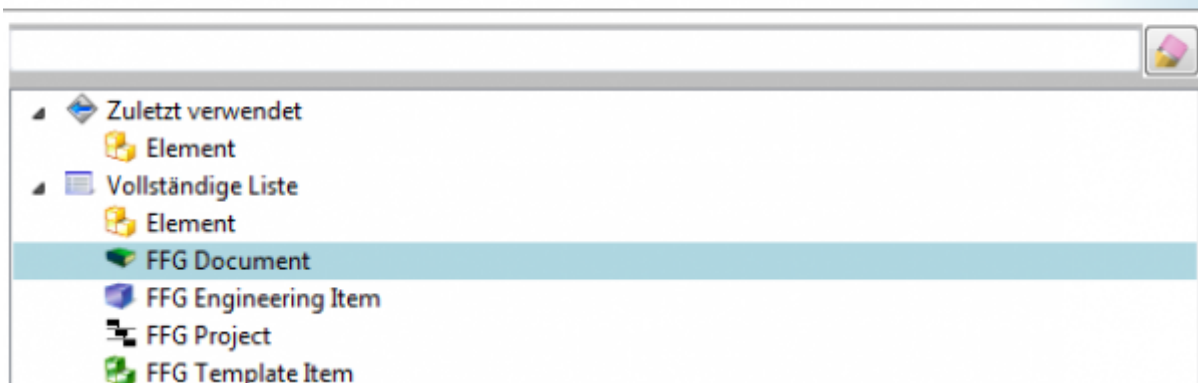 Zuletzt verwendet
Element
Vollständige Liste
Element
FFG Document
FFG Engineering Item
FFG Project
FFG Template Item